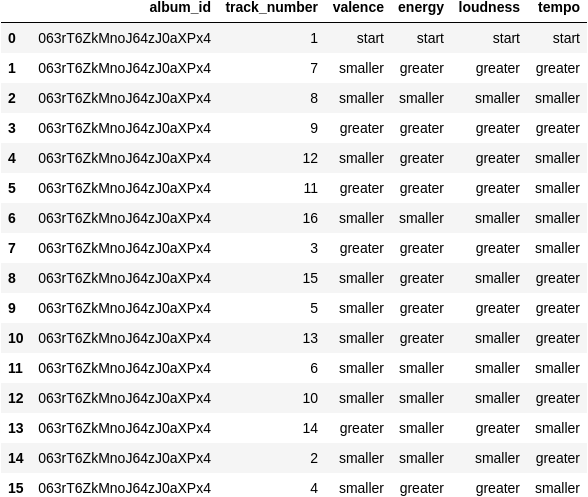 album_id track_number valence energy loudness tempo
0 063rT6ZkMnoJ64zJ0aXPx4 1 start start start start
1 063rT6ZkMnoJ64zJ0aXPx4 7 smaller greater greater greater
2 063rT6ZkMnoJ64zJ0aXPx4 8 smaller smaller smaller smaller
3 063rT6ZkMnoJ64zJ0aXPx4 9 greater greater greater greater
4 063rT6ZkMnoJ64zJ0aXPx4 12 smaller greater greater smaller
5 063rT6ZkMnoJ64zJ0aXPx4 11 greater greater greater smaller
6 063rT6ZkMnoJ64zJ0aXPx4 16 smaller smaller smaller smaller
7 063rT6ZkMnoJ64zJ0aXPx4 3 greater greater greater smaller
8 063rT6ZkMnoJ64zJ0aXPx4 15 smaller greater smaller greater
9 063rT6ZkMnoJ64zJ0aXPx4 5 smaller greater greater greater
10 063rT6ZkMnoJ64zJ0aXPx4 13 smaller greater smaller greater
11 063rT6ZkMnoJ64zJ0aXPx4 6 smaller smaller smaller smaller
12 063rT6ZkMnoJ64zJ0aXPx4 10 smaller smaller smaller greater
13 063rT6ZkMnoJ64zJ0aXPx4 14 greater smaller greater smaller
14 063rT6ZkMnoJ64zJ0aXPx4 2 smaller smaller smaller greater
15 063rT6ZkMnoJ64zJ0aXPx4 4 smaller greater greater smaller